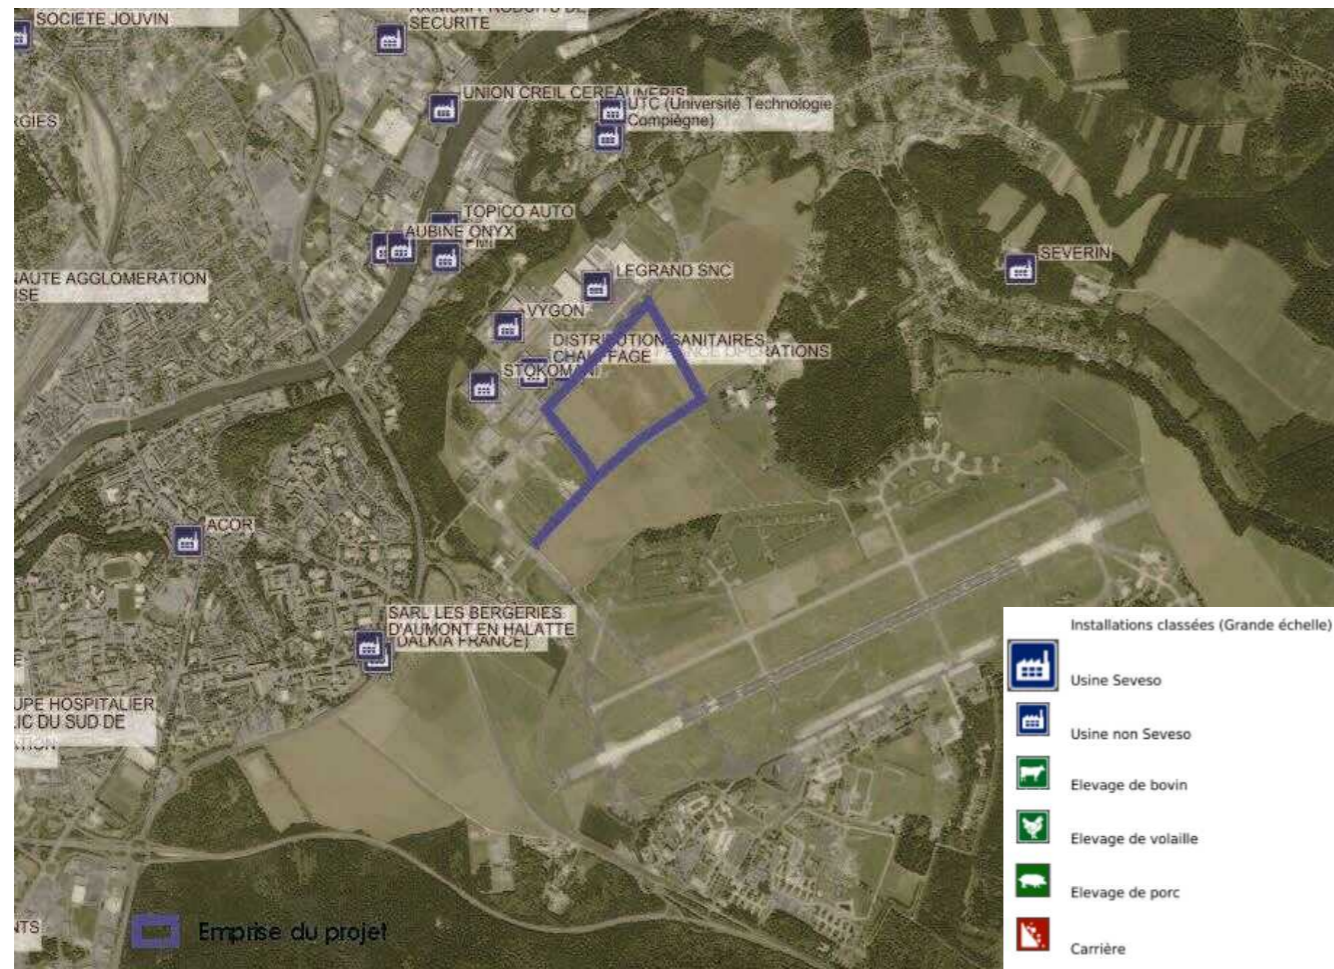 SOCIETE JOUVIN
SECURITE
UNION CREIL CEREALI
UTC (Université Technologie
Compiègne)
RGIES
TOPICO AUTO
AUBINE ONYX
SEVERIN
NAUTE AGGLOMERATION
ISE
LEGRAND SNC
VYGON
DISTRIBUTION SANITAIRES
CHAUFFAGE
OPERATIONS
STOKOMANI
ACOR
SARL LES BERGERIES
D'AUMONT EN HALATTE
DALKIA FRANCE)
UPE HOSPITALIER
LIC DU SUD DE
NTS
Emprise du projet
Installations classées (Grande échelle)
Usine Seveso
Usine non Seveso
Elevage de bovin
Elevage de volaille
Elevage de porc
Carrière